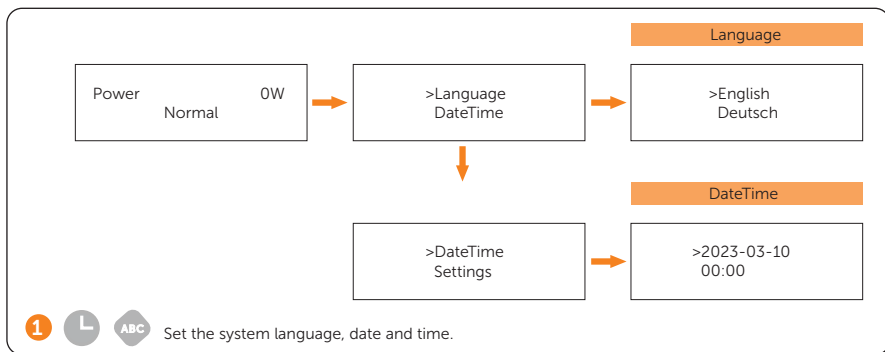 Language
Power 0W
Normal
>Language
DateTime
>English
Deutsch
DateTime
>DateTime
Settings
>2023-03-10
00:00
1 ABC Set the system language, date and time.